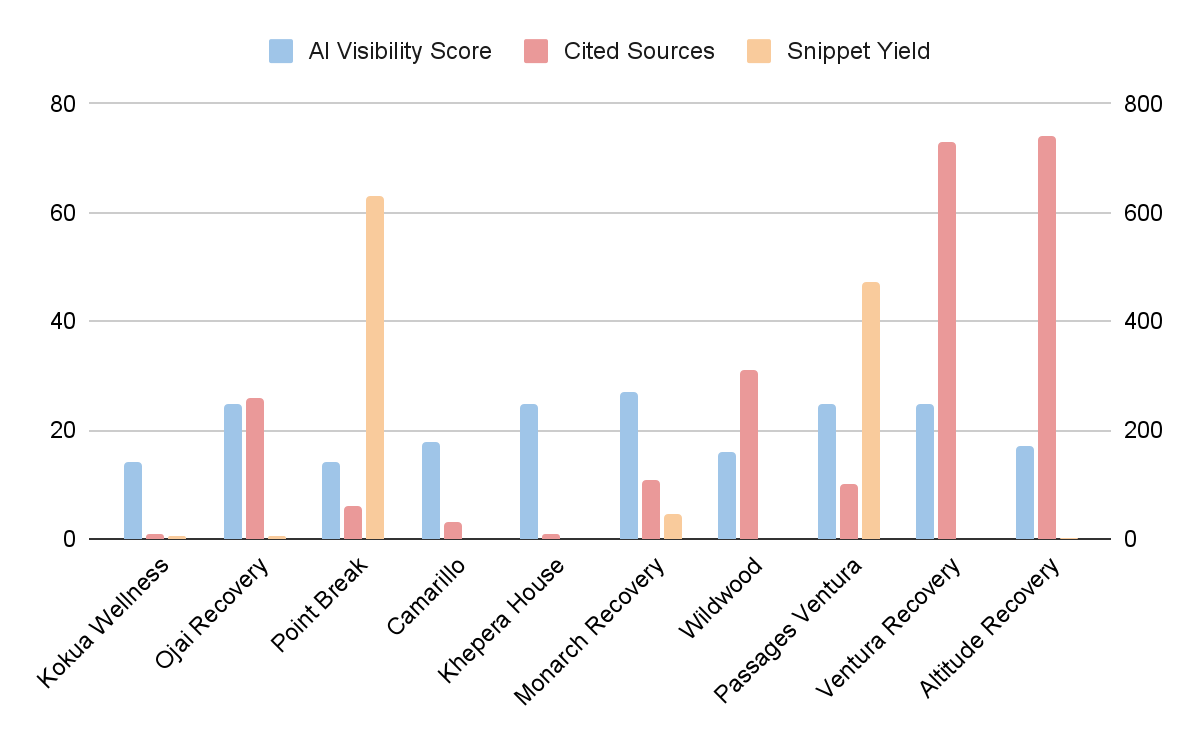 AI Visibility Score Cited Sources Snippet Yield
80 800
60 600
40 400
20 200
0 0
Kokua Wellness
Ojai Recovery
Point Break
Camarillo
Khepera House
Monarch Recovery
Wildwood
Passages Ventura
Ventura Recovery
Altitude Recovery